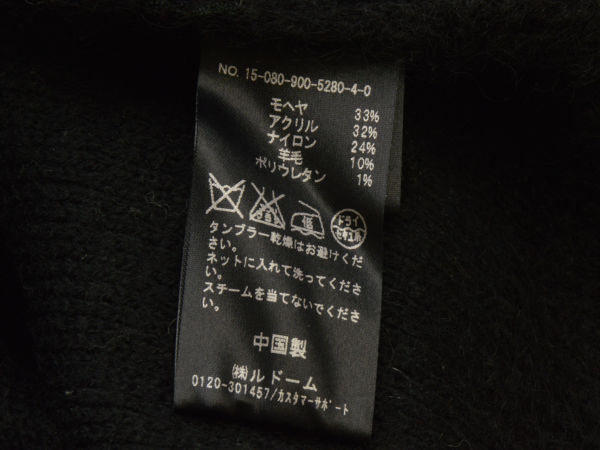 NO. 15-080-900-5280-4-0
モヘヤ 33%
アクリル 32%
ナイロン 24%
羊毛 10%
ポリウレタン 1%
低 ドライ セキユ系
タンブラー乾燥はお避けくだ
さい。
ネットに入れて洗ってくださ
い。
スチームを当てないでくださ
い。
中国製
㈱ルドーム
0120-301457/カスタマーサポート